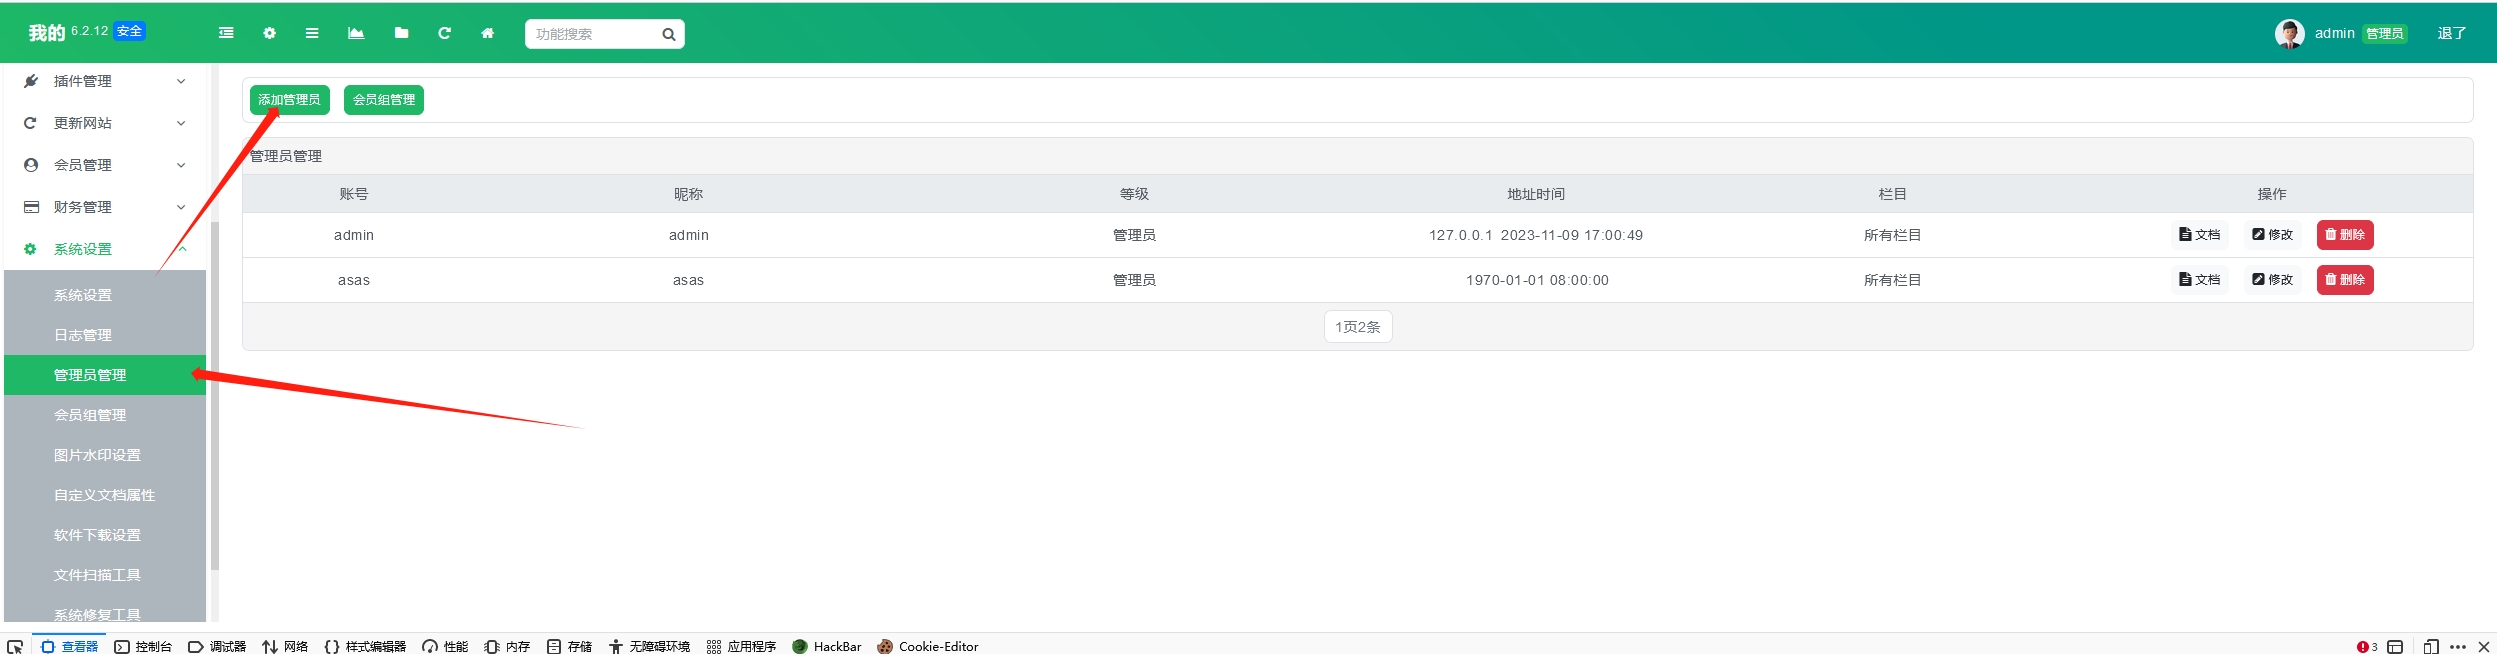 我的 6.2.12 安全
功能搜索
admin 管理员 退了
插件管理
更新网站
会员管理
财务管理
系统设置
系统设置
日志管理
管理员管理
会员组管理
图片水印设置
自定义文档属性
软件下载设置
文件扫描工具
系统修复工具
添加管理员 会员组管理
管理员管理
账号 昵称 等级 地址时间 栏目 操作
admin admin 管理员 127.0.0.1 2023-11-09 17:00:49 所有栏目 文档 修改 删除
asas asas 管理员 1970-01-01 08:00:00 所有栏目 文档 修改 删除
1页2条
查看器 控制台 调试器 网络 样式编辑器 性能 内存 存储 无障碍环境 应用程序 HackBar Cookie-Editor 3